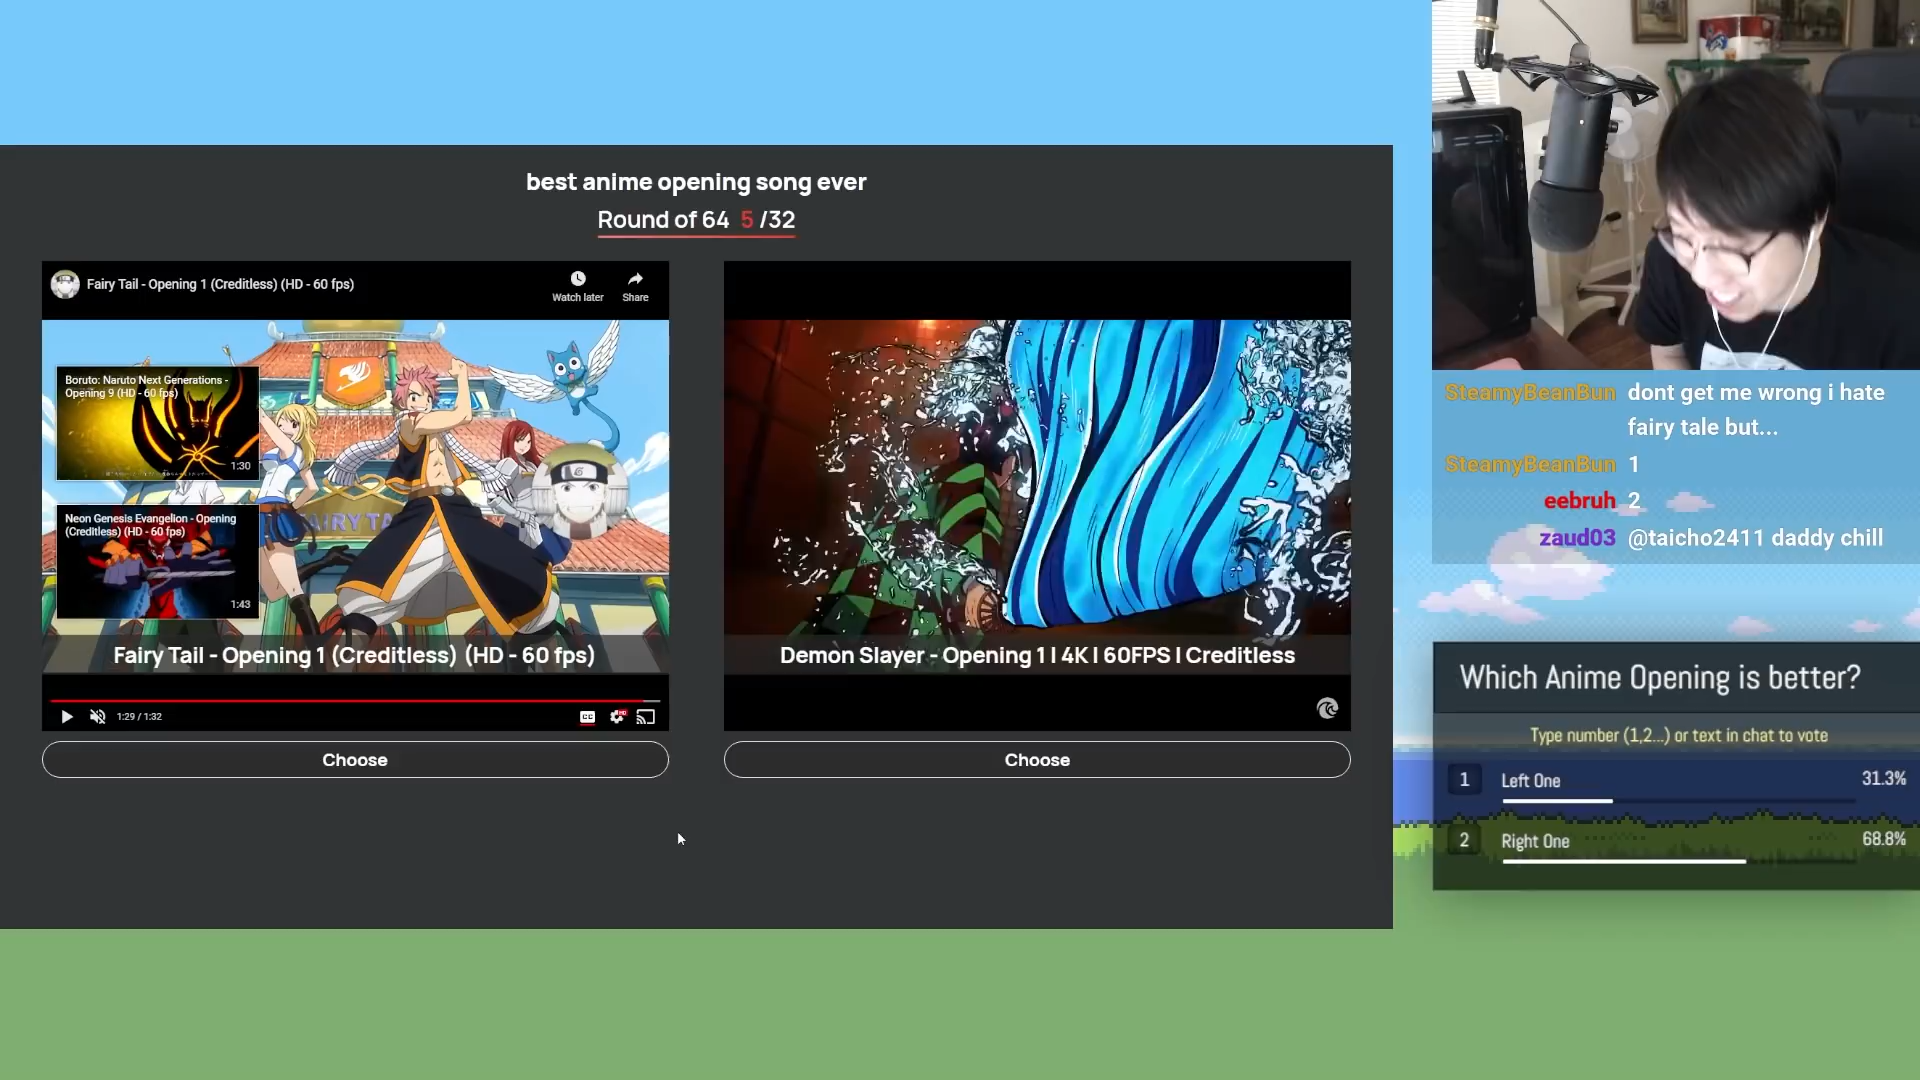 best anime opening song ever
Round of 64 5 /32
Fairy Tail - Opening 1 (Creditless) (HD - 60 fps)
Watch later
Share
Boruto: Naruto Next Generations -
Opening 9 (HD - 60 fps)
1:30
Neon Genesis Evangelion - Opening
(Creditless) (HD - 60 fps)
1:43
FAIRY TA
Fairy Tail - Opening 1 (Creditless) (HD - 60 fps)
1:29 / 1:32
CC
HD
Choose
Demon Slayer - Opening 1 | 4K | 60FPS | Creditless
Choose
SteamyBeanBun dont get me wrong i hate
fairy tale but...
SteamyBeanBun 1
eebruh 2
zaud03 @taicho2411 daddy chill
Which Anime Opening is better?
Type number (1,2...) or text in chat to vote
1 Left One 31.3%
2 Right One 68.8%